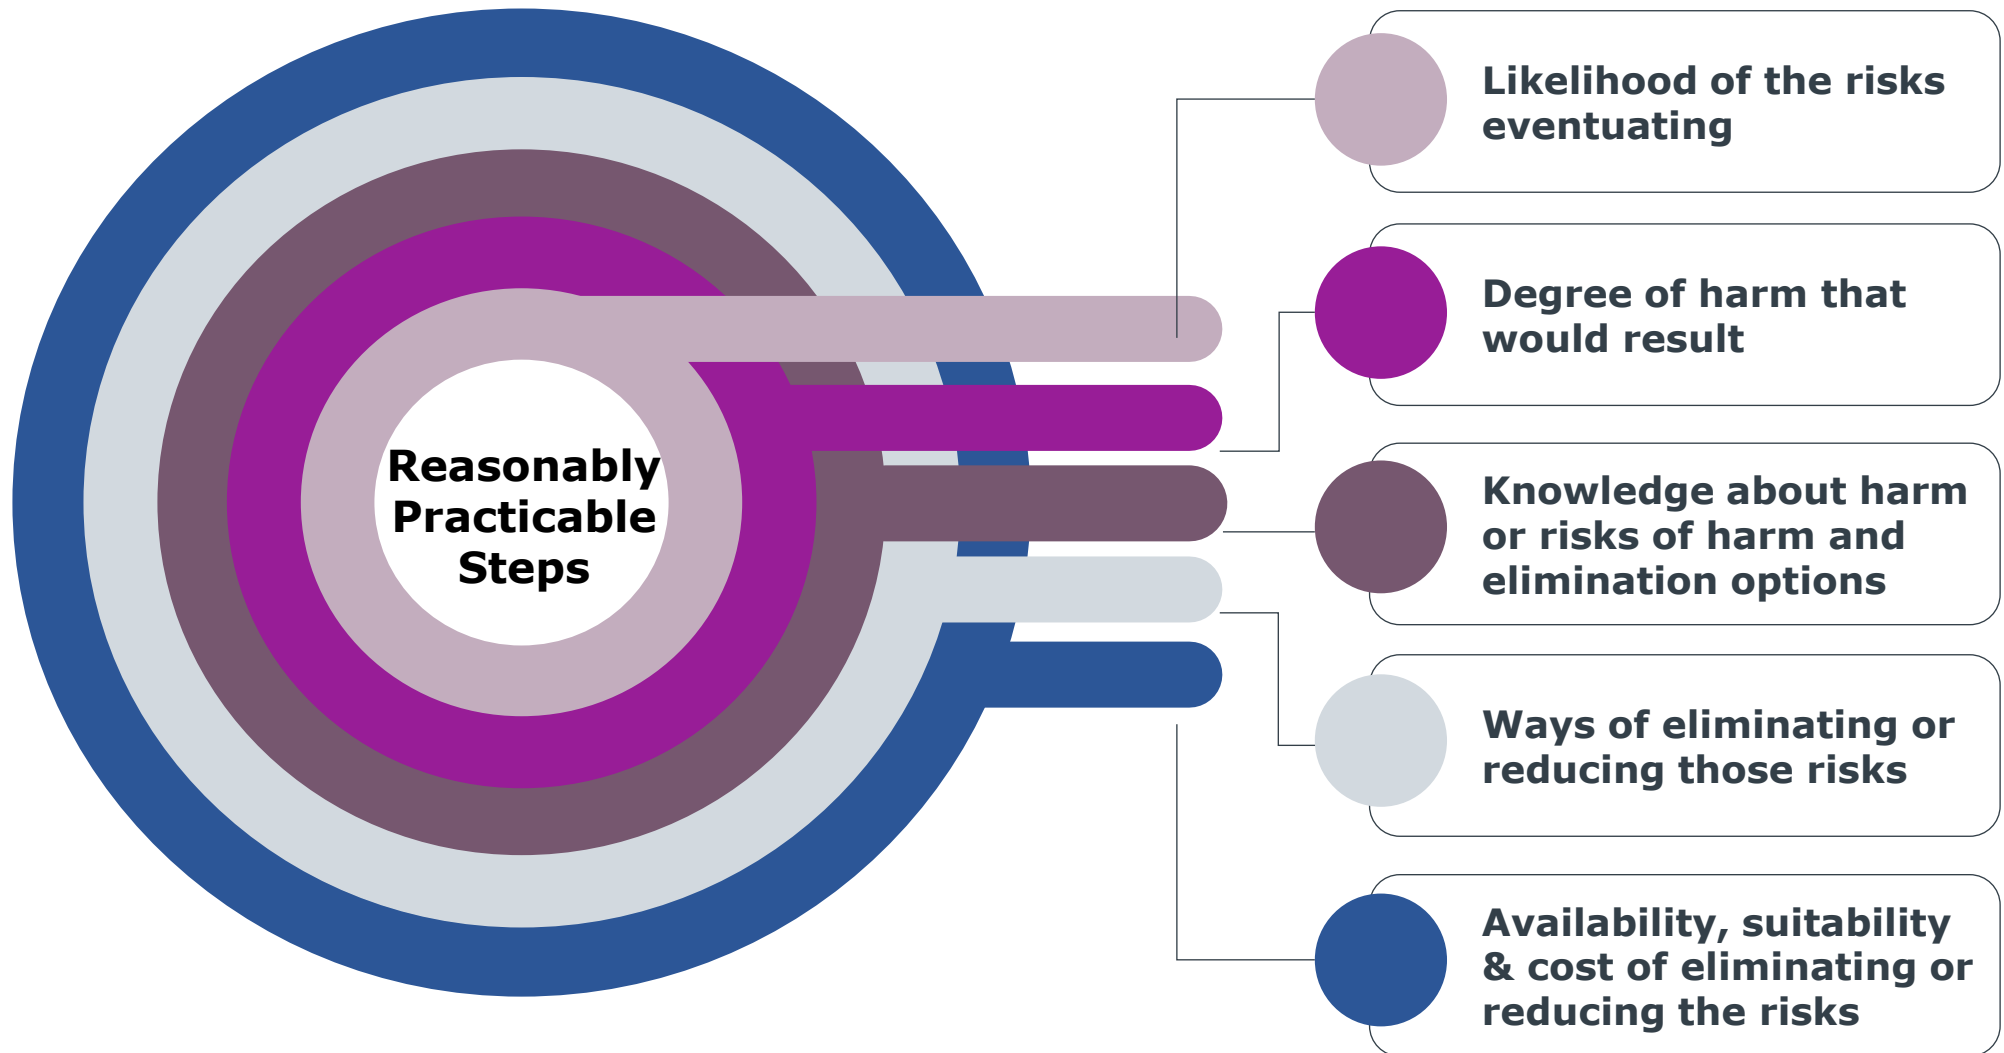 Reasonably
Practicable
Steps
Likelihood of the risks
eventuating
Degree of harm that
would result
Knowledge about harm
or risks of harm and
elimination options
Ways of eliminating or
reducing those risks
Availability, suitability
& cost of eliminating or
reducing the risks